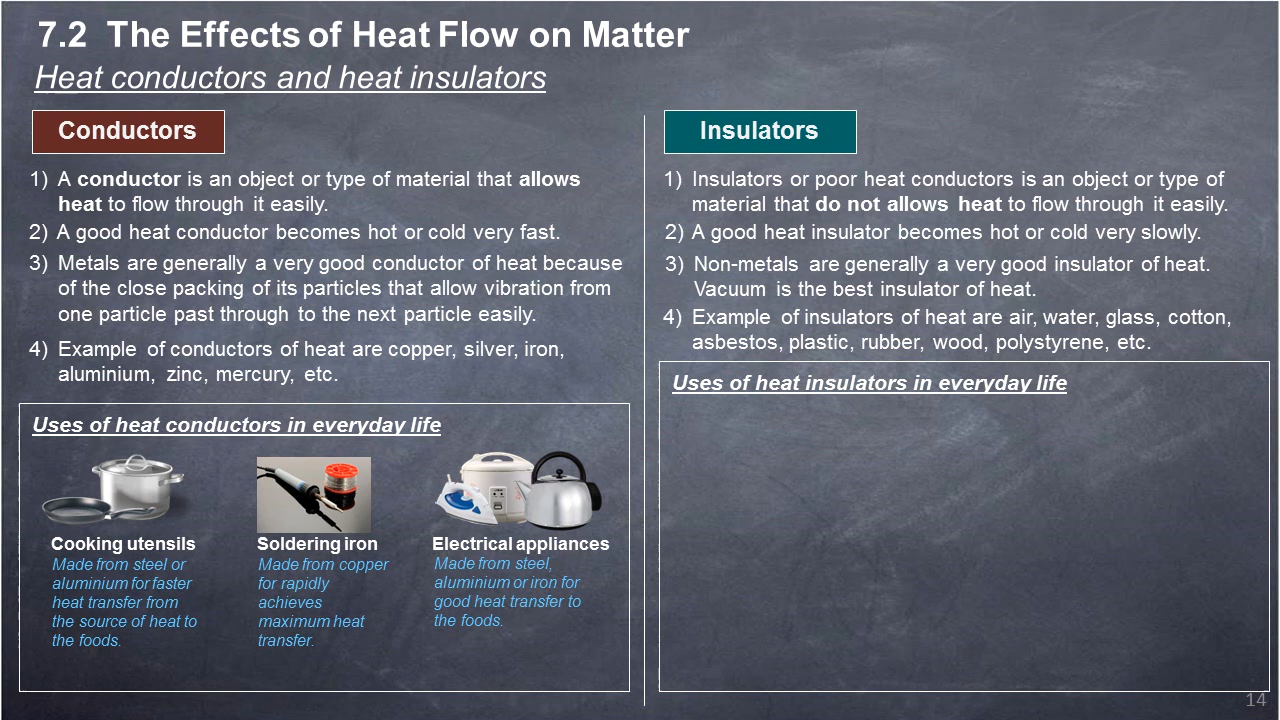 7.2 The Effects of Heat Flow on Matter
Heat conductors and heat insulators
Conductors
1) A conductor is an object or type of material that allows
heat to flow through it easily.
2) A good heat conductor becomes hot or cold very fast.
3) Metals are generally a very good conductor of heat because
of the close packing of its particles that allow vibration from
one particle past through to the next particle easily.
4) Example of conductors of heat are copper, silver, iron,
aluminium, zinc, mercury, etc.
Uses of heat conductors in everyday life
Cooking utensils
Made from steel or
aluminium for faster
heat transfer from
the source of heat to
the foods.
Soldering iron
Made from copper
for rapidly
achieves
maximum heat
transfer.
Electrical appliances
Made from steel,
aluminium or iron for
good heat transfer to
the foods.
Insulators
1) Insulators or poor heat conductors is an object or type of
material that do not allows heat to flow through it easily.
2) A good heat insulator becomes hot or cold very slowly.
3) Non-metals are generally a very good insulator of heat.
Vacuum is the best insulator of heat.
4) Example of insulators of heat are air, water, glass, cotton,
asbestos, plastic, rubber, wood, polystyrene, etc.
Uses of heat insulators in everyday life
14